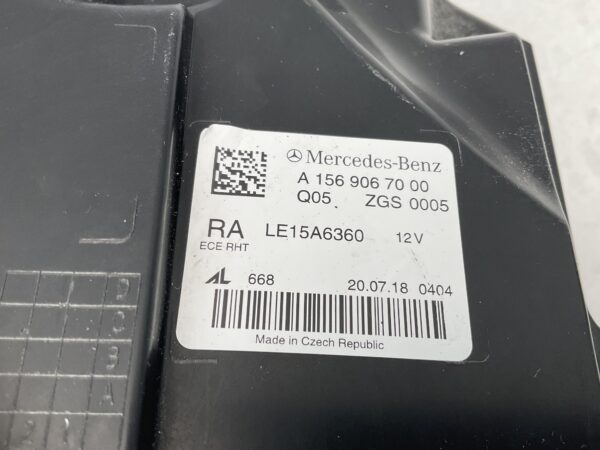 Mercedes-Benz
A 156 906 70 00
Q05. ZGS 0005
RA LE15A6360 12V
ECE RHT
AL 668 20.07.18 0404
Made in Czech Republic
D
C
B
A